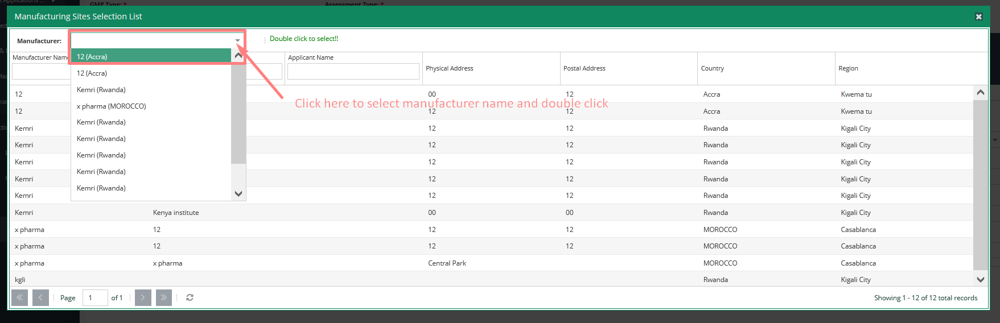 e Applications ...
GMP Type: *
Assessment Type: *
Manufacturing Sites Selection List
Manufacturer:
Double click to select!!
Manufacturer Name
Applicant Name
Physical Address
Postal Address
Country
Region
12 (Accra)
12 (Accra)
Kemri (Rwanda)
x pharma (MOROCCO)
Kemri (Rwanda)
Kemri (Rwanda)
Kemri (Rwanda)
Kemri (Rwanda)
Kemri (Rwanda)
Click here to select manufacturer name and double click
12 00 12 Accra Kwema tu
12 12 12 Accra Kwema tu
Kemri 12 12 Rwanda Kigali City
Kemri 12 12 Rwanda Kigali City
Kemri 12 12 Rwanda Kigali City
Kemri 12 12 Rwanda Kigali City
Kemri 12 12 Rwanda Kigali City
Kemri Kenya institute 00 00 Rwanda Kigali City
x pharma 12 12 12 MOROCCO Casablanca
x pharma 12 12 12 MOROCCO Casablanca
x pharma x pharma Central Park MOROCCO Casablanca
kgli Rwanda Kigali City
Page 1 of 1
Showing 1 - 12 of 12 total records